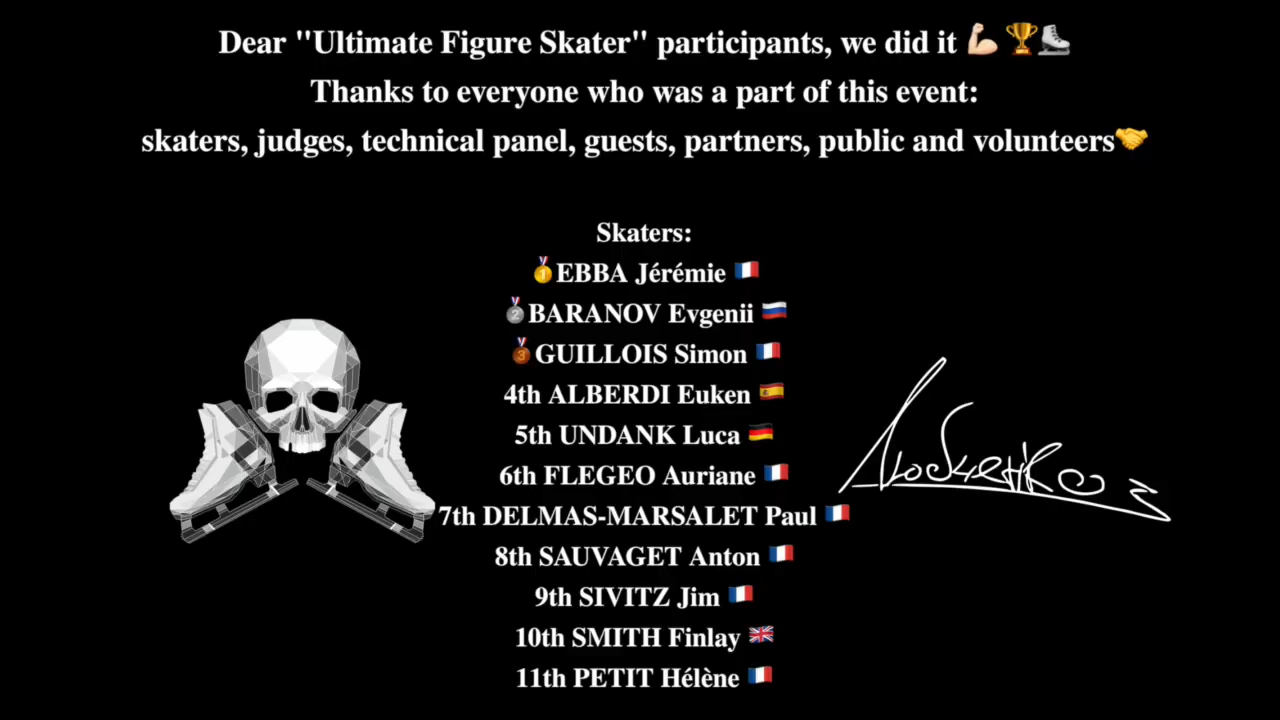 Dear "Ultimate Figure Skater" participants, we did it 💪🏻🏆⛸️
Thanks to everyone who was a part of this event:
skaters, judges, technical panel, guests, partners, public and volunteers🤝
Skaters:
🥇EBBA Jérémie 🇫🇷
🥈BARANOV Evgenii 🇷🇺
🥉GUILLOIS Simon 🇫🇷
4th ALBERDI Euken 🇪🇸
5th UNDANK Luca 🇩🇪
6th FLEGEO Auriane 🇫🇷
7th DELMAS-MARSALET Paul 🇫🇷
8th SAUVAGET Anton 🇫🇷
9th SIVITZ Jim 🇫🇷
10th SMITH Finlay 🇬🇧
11th PETIT Hélène 🇫🇷